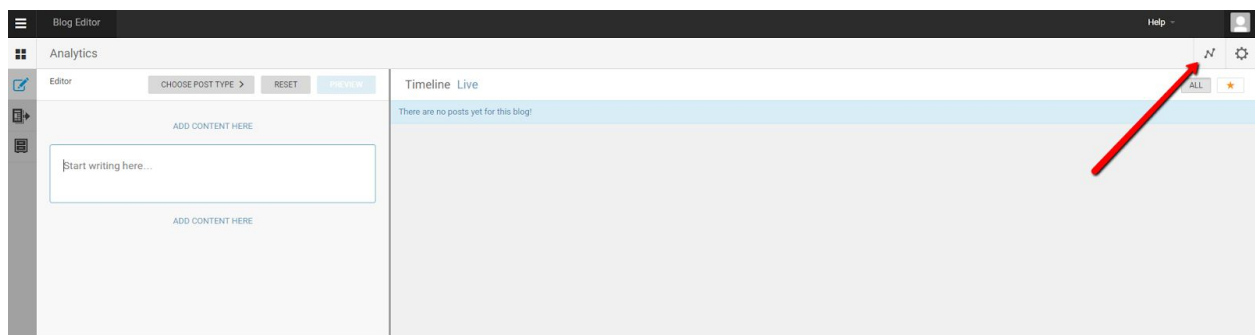 Blog Editor
Help
Analytics
Editor
CHOOSE POST TYPE >
RESET
PREVIEW
Timeline Live
ALL
There are no posts yet for this blog!
ADD CONTENT HERE
Start writing here...
ADD CONTENT HERE